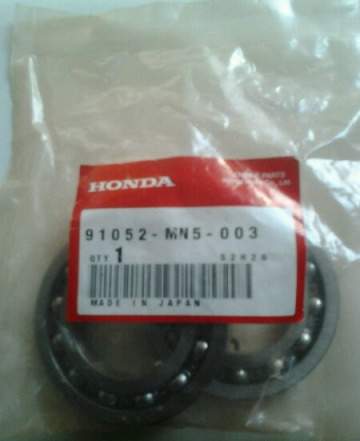 HONDA
91052-MN5-003
QTY 1
MADE IN JAPAN